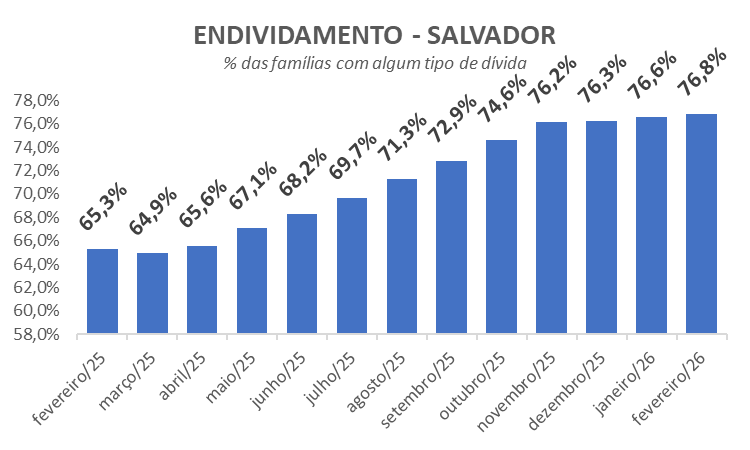 ENDIVIDAMENTO - SALVADOR
% das famílias com algum tipo de dívida
78,0%
76,0%
74,0%
72,0%
70,0%
68,0%
66,0%
64,0%
62,0%
60,0%
58,0%
65,3%
64,9%
65,6%
67,1%
68,2%
69,7%
71,3%
72,9%
74,6%
76,2%
76,3%
76,6%
76,8%
fevereiro/25
março/25
abril/25
maio/25
junho/25
julho/25
agosto/25
setembro/25
outubro/25
novembro/25
dezembro/25
janeiro/26
fevereiro/26